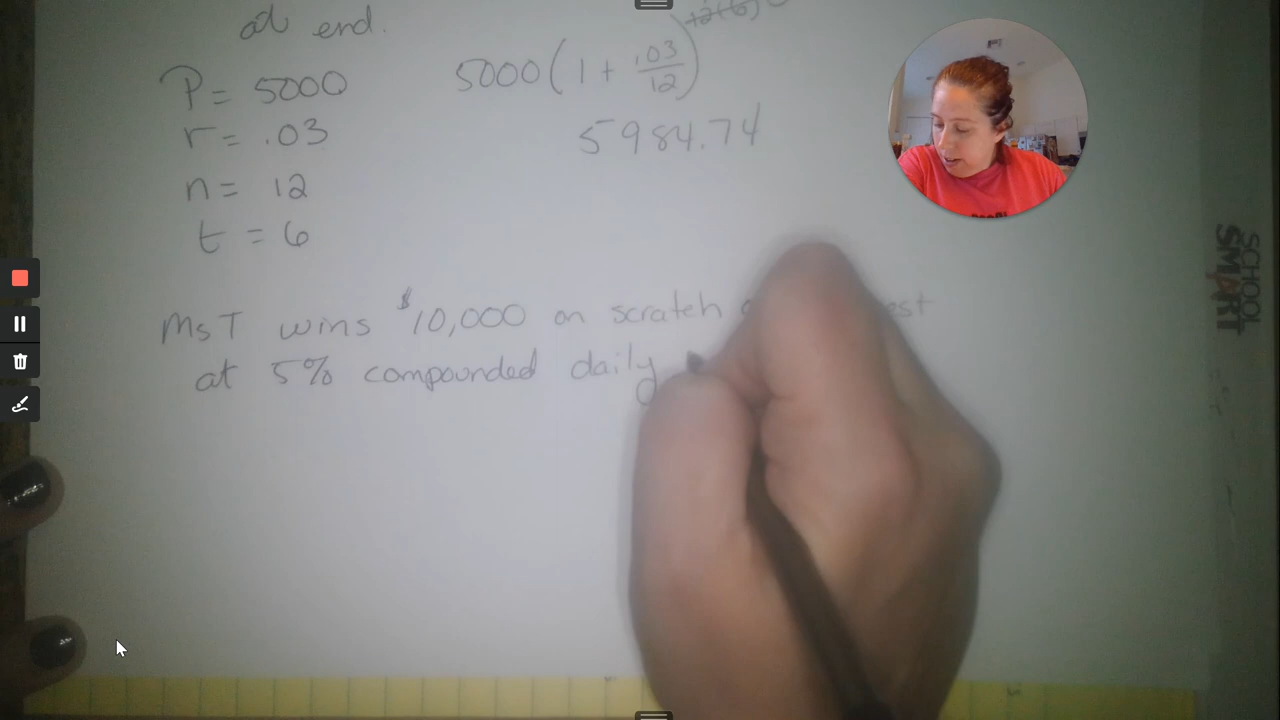 at end.
P = 5000
r = .03
n = 12
t = 6
5000(1 + .03/12)
5984.74
MsT wins $10,000 on scratch
at 5% compounded daily
SCHOOL
SMART